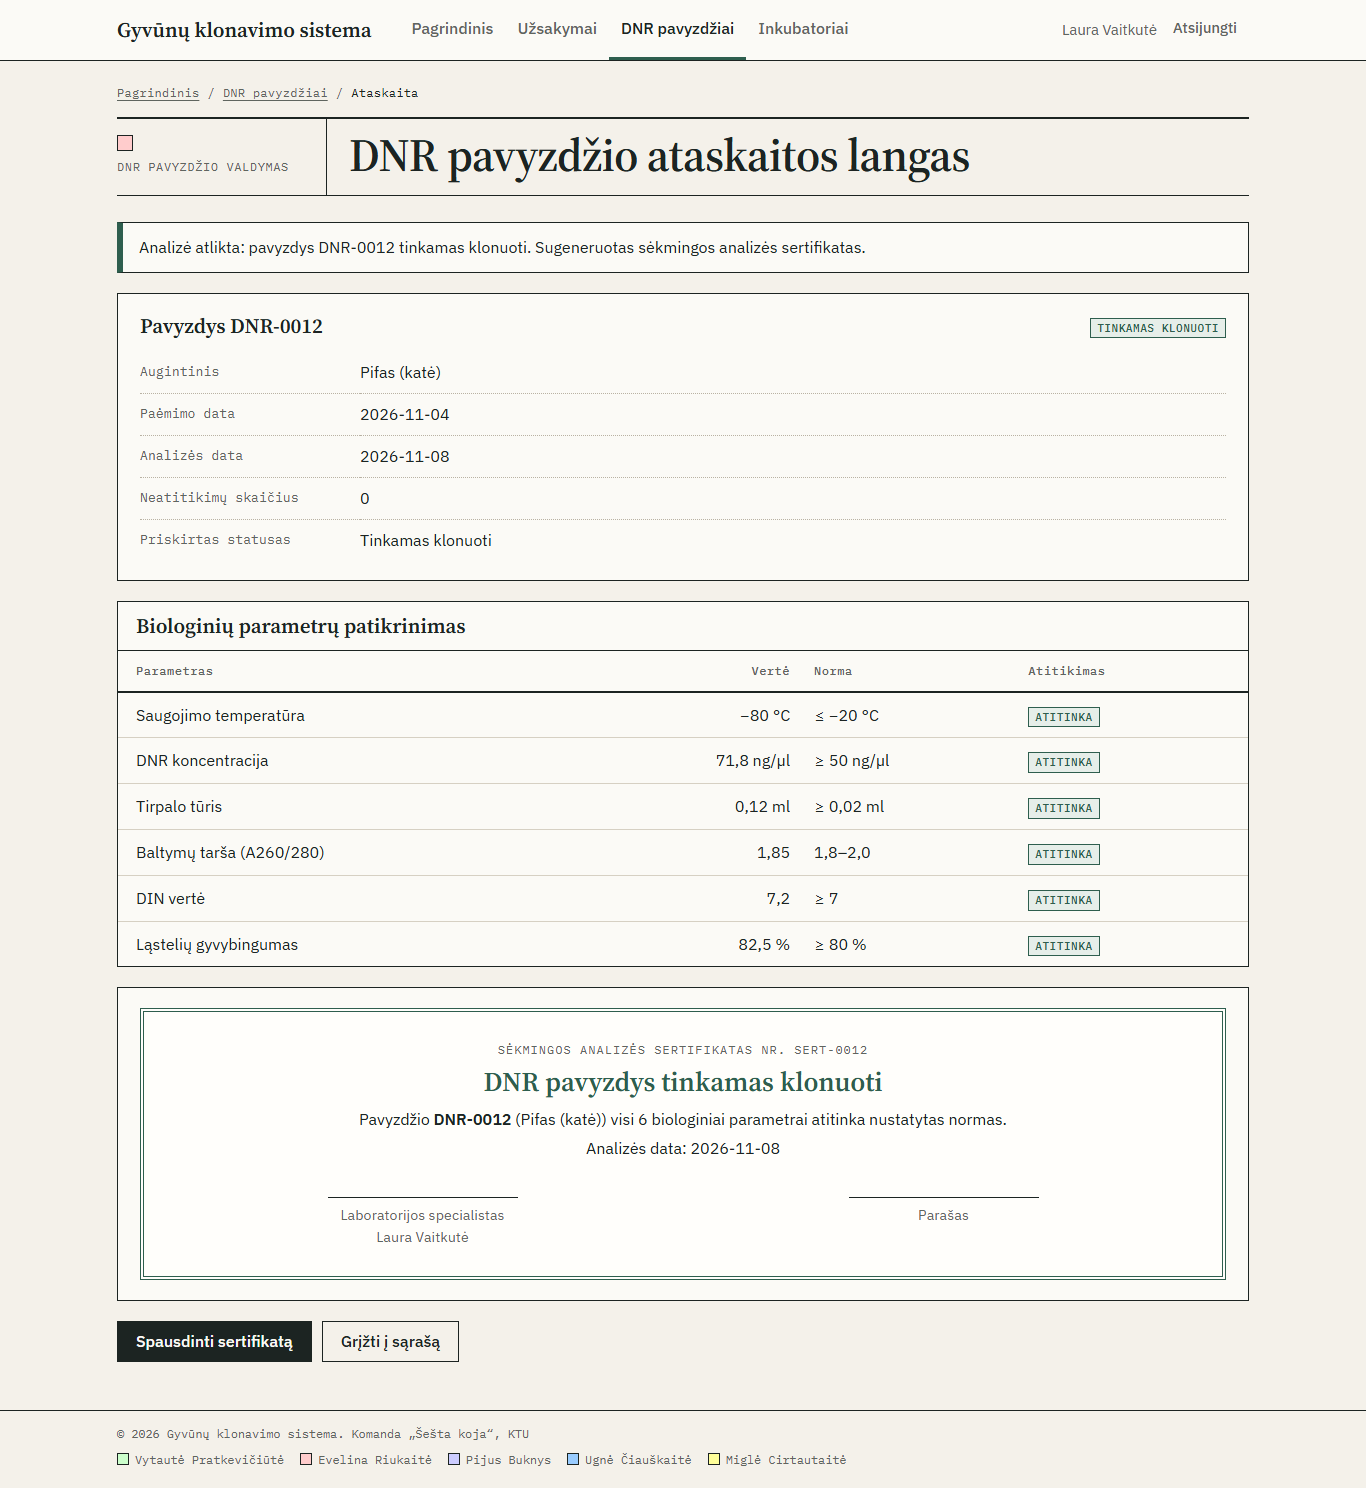 Gyvūnų klonavimo sistema Pagrindinis Užsakymai DNR pavyzdžiai Inkubatoriai Laura Vaitkutė Atsijungti
Pagrindinis / DNR pavyzdžiai / Ataskaita
DNR PAVYZDŽIO VALDYMAS
DNR pavyzdžio ataskaitos langas
Analizė atlikta: pavyzdys DNR-0012 tinkamas klonuoti. Sugeneruotas sėkmingos analizės sertifikatas.
Pavyzdys DNR-0012 TINKAMAS KLONUOTI
Augintinis Pifas (katė)
Paėmimo data 2026-11-04
Analizės data 2026-11-08
Neatitikimų skaičius 0
Priskirtas statusas Tinkamas klonuoti
Biologinių parametrų patikrinimas
Parametras Vertė Norma Atitikimas
Saugojimo temperatūra −80 °C ≤ −20 °C ATITINKA
DNR koncentracija 71,8 ng/µl ≥ 50 ng/µl ATITINKA
Tirpalo tūris 0,12 ml ≥ 0,02 ml ATITINKA
Baltymų tarša (A260/280) 1,85 1,8–2,0 ATITINKA
DIN vertė 7,2 ≥ 7 ATITINKA
Ląstelių gyvybingumas 82,5 % ≥ 80 % ATITINKA
SĖKMINGOS ANALIZĖS SERTIFIKATAS NR. SERT-0012
DNR pavyzdys tinkamas klonuoti
Pavyzdžio DNR-0012 (Pifas (katė)) visi 6 biologiniai parametrai atitinka nustatytas normas.
Analizės data: 2026-11-08
Laboratorijos specialistas Parašas
Laura Vaitkutė
Spausdinti sertifikatą Grįžti į sąrašą
© 2026 Gyvūnų klonavimo sistema. Komanda „Šešta koja“, KTU
Vytautė Pratkevičiūtė Evelina Riukaitė Pijus Buknys Ugnė Čiauškaitė Miglė Cirtautaitė